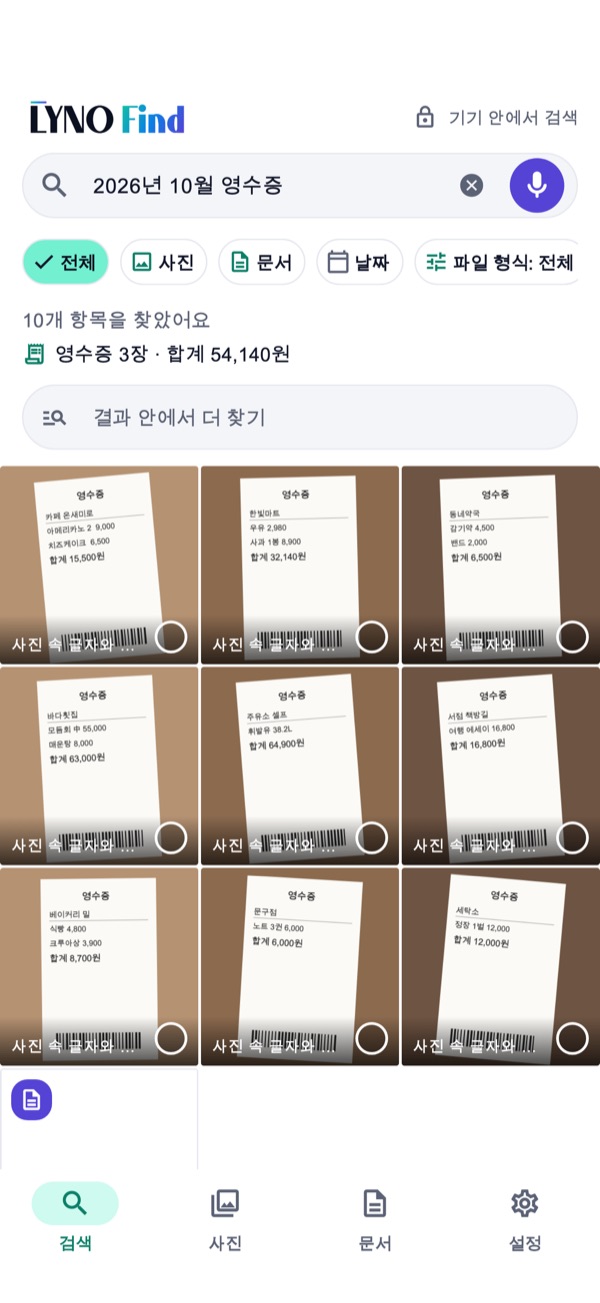 LYNO Find
기기 안에서 검색
2026년 10월 영수증
전체
사진
문서
날짜
파일 형식: 전체
10개 항목을 찾았어요
영수증 3장 · 합계 54,140원
결과 안에서 더 찾기
영수증
카페 온새미로
아메리카노 2 9,000
치즈케이크 6,500
합계 15,500원
사진 속 글자와 ...
영수증
한빛마트
우유 2,980
사과 1봉 8,900
합계 32,140원
사진 속 글자와 ...
영수증
동네약국
감기약 4,500
밴드 2,000
합계 6,500원
사진 속 글자와 ...
영수증
바다횟집
모둠회 中 55,000
매운탕 8,000
합계 63,000원
사진 속 글자와 ...
영수증
주유소 셀프
휘발유 38.2L
합계 64,900원
사진 속 글자와 ...
영수증
서점 책방길
여행 에세이 16,800
합계 16,800원
사진 속 글자와 ...
영수증
베이커리 밀
식빵 4,800
크루아상 3,900
합계 8,700원
사진 속 글자와 ...
영수증
문구점
노트 3권 6,000
합계 6,000원
사진 속 글자와 ...
영수증
세탁소
정장 1벌 12,000
합계 12,000원
사진 속 글자와 ...
검색
사진
문서
설정